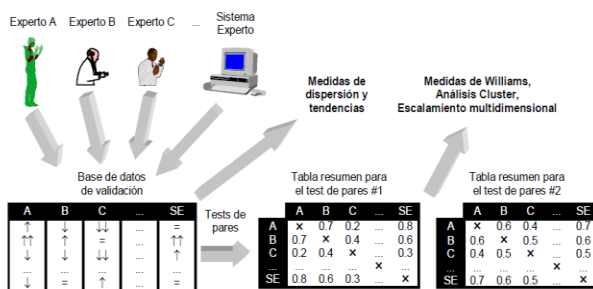 Experto A Experto B Experto C ... Sistema
Experto
Medidas de
dispersión y
tendencias
Medidas de Williams,
Análisis Cluster,
Escalamiento multidimensional
Base de datos
de validación
A B C ... SE
↑ ↓ ↓↓ ... =
↑↑ ↑ = ... ↑↑
↓ ↓ ↓↓ ... ↑
... ... ... ... ...
↓ = ↑ ... =
Tests de
pares
Tabla resumen para
el test de pares #1
A B C ... SE
A × 0.7 0.2 ... 0.8
B 0.7 × 0.4 ... 0.6
C 0.2 0.4 × ... 0.3
... ... ... ... × ...
SE 0.8 0.6 0.3 ... ×
Tabla resumen para
el test de pares #2
A B C ... SE
A × 0.6 0.4 ... 0.7
B 0.6 × 0.5 ... 0.6
C 0.4 0.5 × ... 0.5
... ... ... ... × ...
SE 0.7 0.6 0.5 ... ×